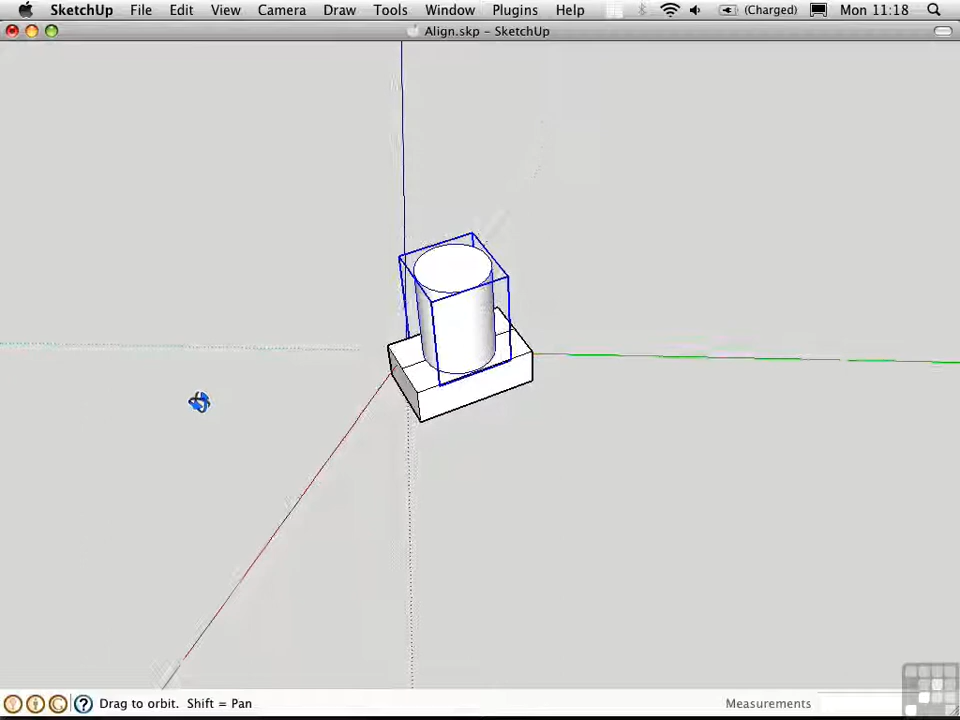 SketchUp File Edit View Camera Draw Tools Window Plugins Help (Charged) Mon 11:18
Align.skp – SketchUp
Drag to orbit. Shift = Pan Measurements